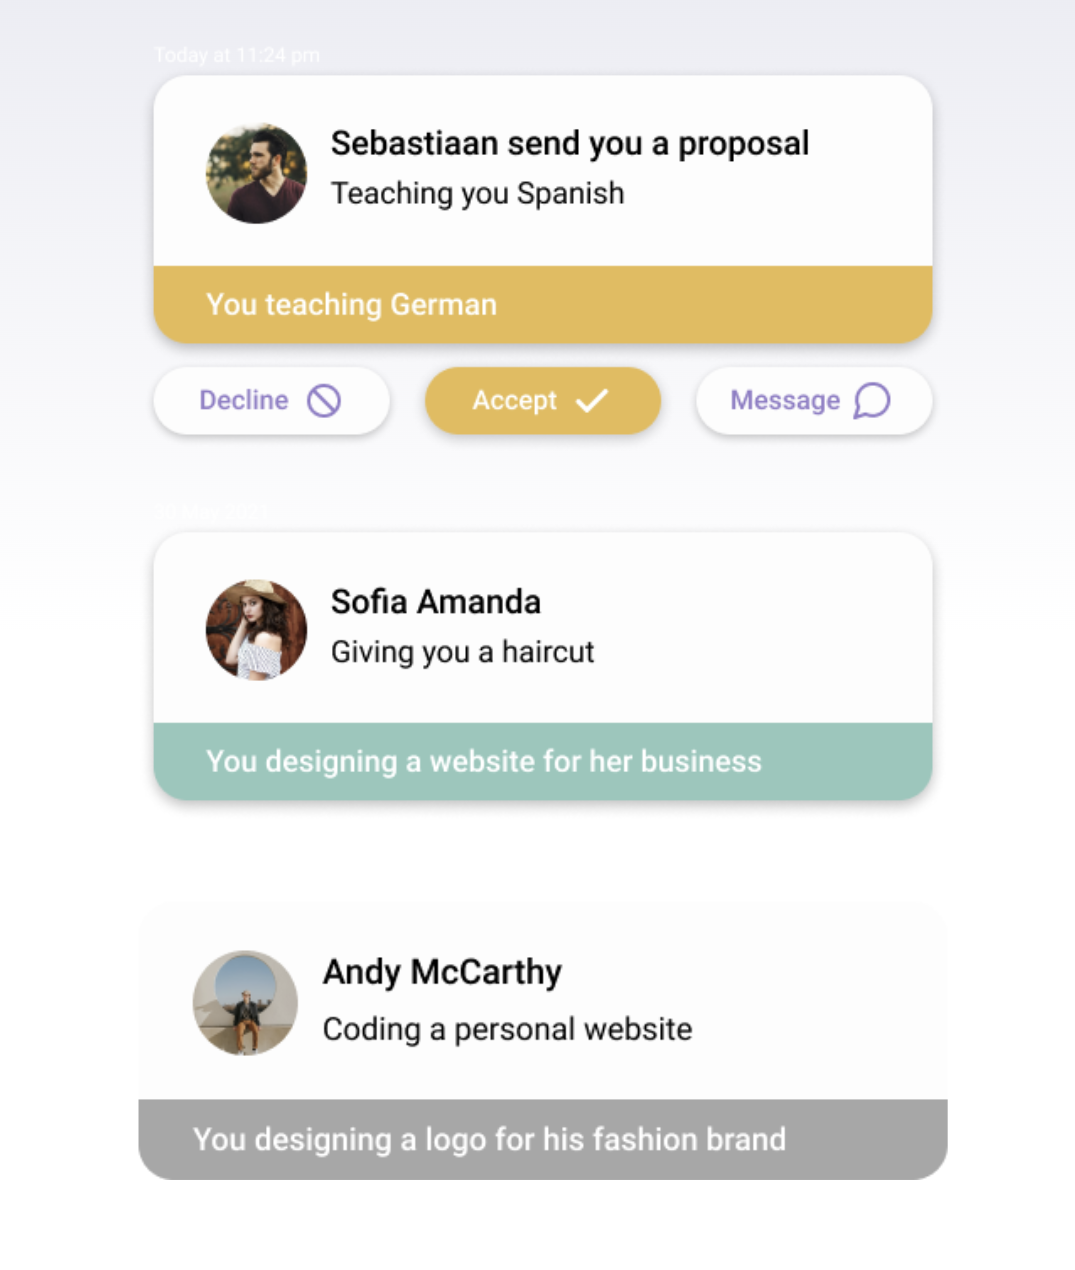 Today at 11:24 pm
Sebastiaan send you a proposal
Teaching you Spanish
You teaching German
Decline
Accept
Message
May 2021
Sofia Amanda
Giving you a haircut
You designing a website for her business
Andy McCarthy
Coding a personal website
You designing a logo for his fashion brand